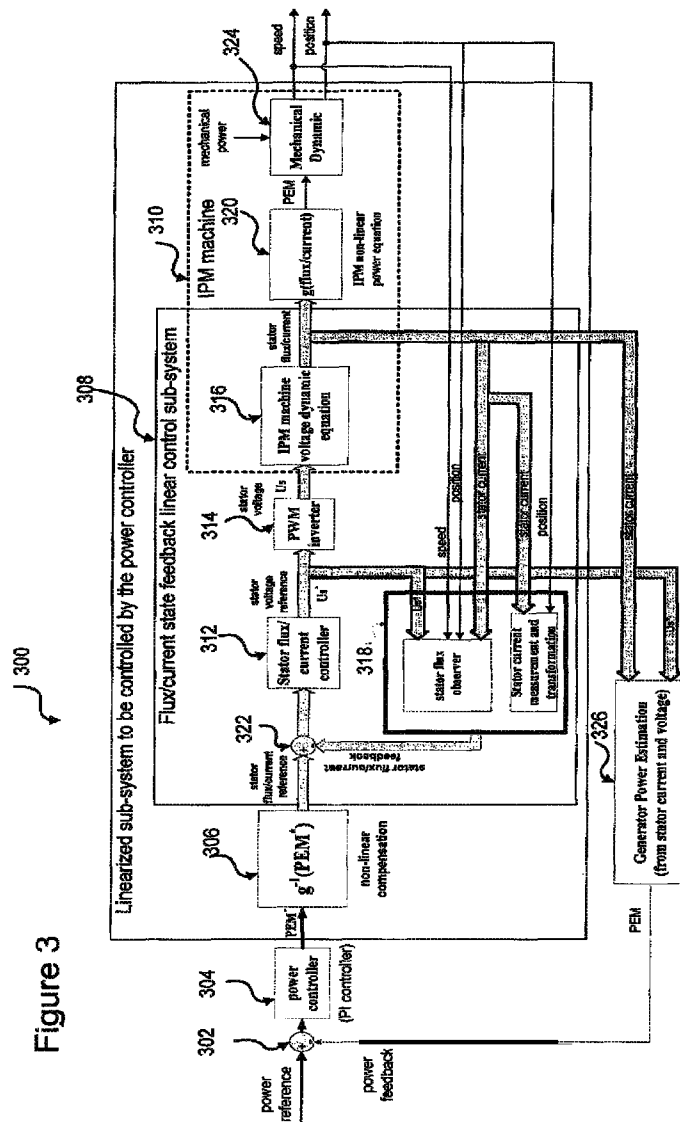 Figure 3
300
Linearized sub-system to be controlled by the power controller
308
Flux/current state feedback linear control sub-system
310
IPM machine
power
reference
302
304
power
controller
(PI controller)
PEM*
306
g⁻¹(PEM*)
non-linear
compensation
stator
flux/current
reference
322
312
Stator flux/
current
controller
stator voltage
reference
Us*
314
PWM
inverter
stator
voltage
Us
316
IPM machine
voltage dynamic
equation
stator
flux/current
320
g(flux/current)
IPM non-linear
power equation
PEM
mechanical
power
324
Mechanical
Dynamic
speed
position
stator flux/current
feedback
318
stator flux
observer
Stator current
measurement and
transformation
Us*
speed
position
stator current
stator current
position
stator current
Us*
326
Generator Power Estimation
(from stator current and voltage)
PEM
power
feedback